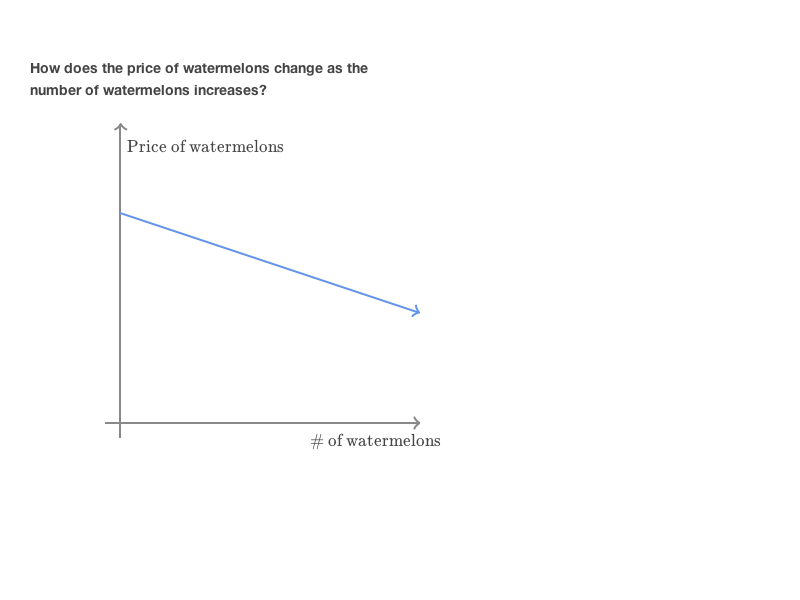 How does the price of watermelons change as the
number of watermelons increases?
Price of watermelons
# of watermelons